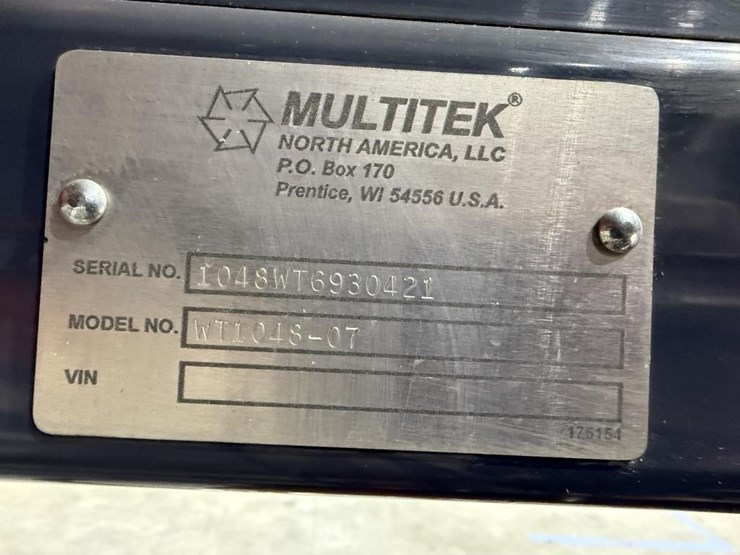 MULTITEK®
NORTH AMERICA, LLC
P.O. Box 170
Prentice, WI 54556 U.S.A.
SERIAL NO. 1048WT6930421
MODEL NO. WT1048-07
VIN
175154